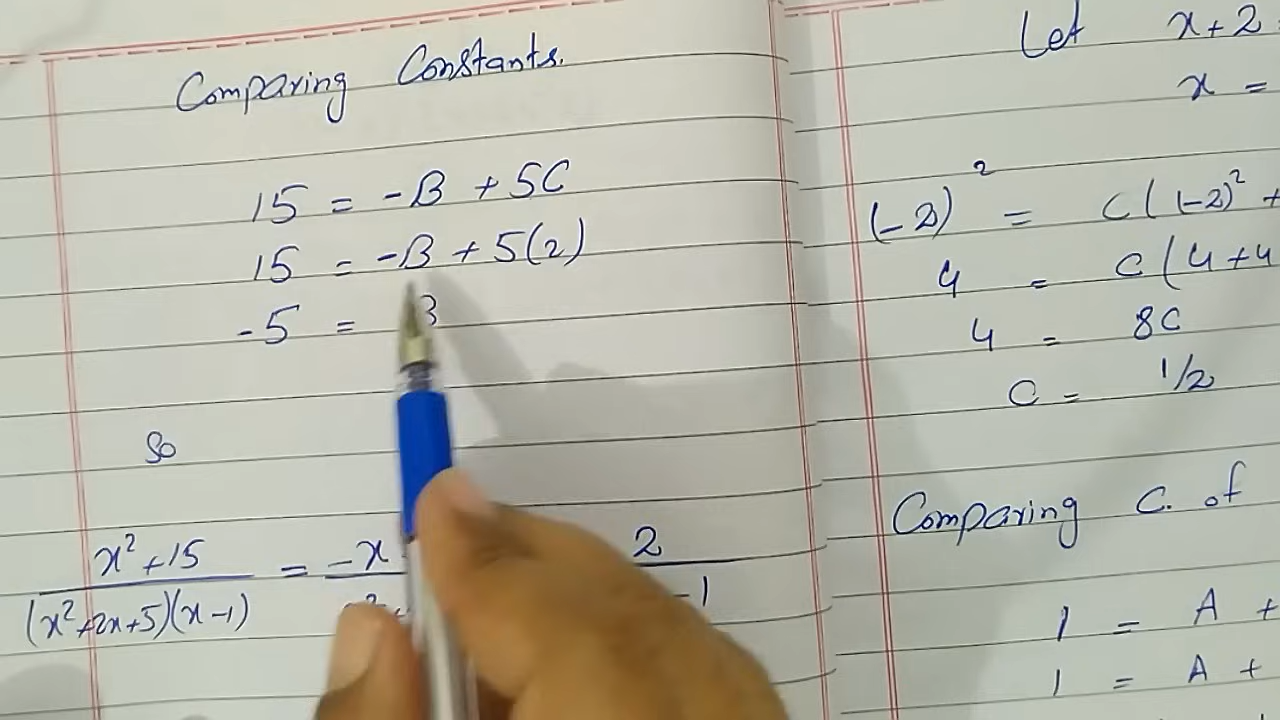 Comparing Constants.
15 = -B + 5C
15 = -B + 5(2)
-5 = B
So
x² + 15 / (x²+2x+5)(x-1) = -x 2 / -1
Let x+2
x =
(-2)² = C((-2)² +
4 = C(4+4
4 = 8C
C = 1/2
Comparing C. of
1 = A +
1 = A +